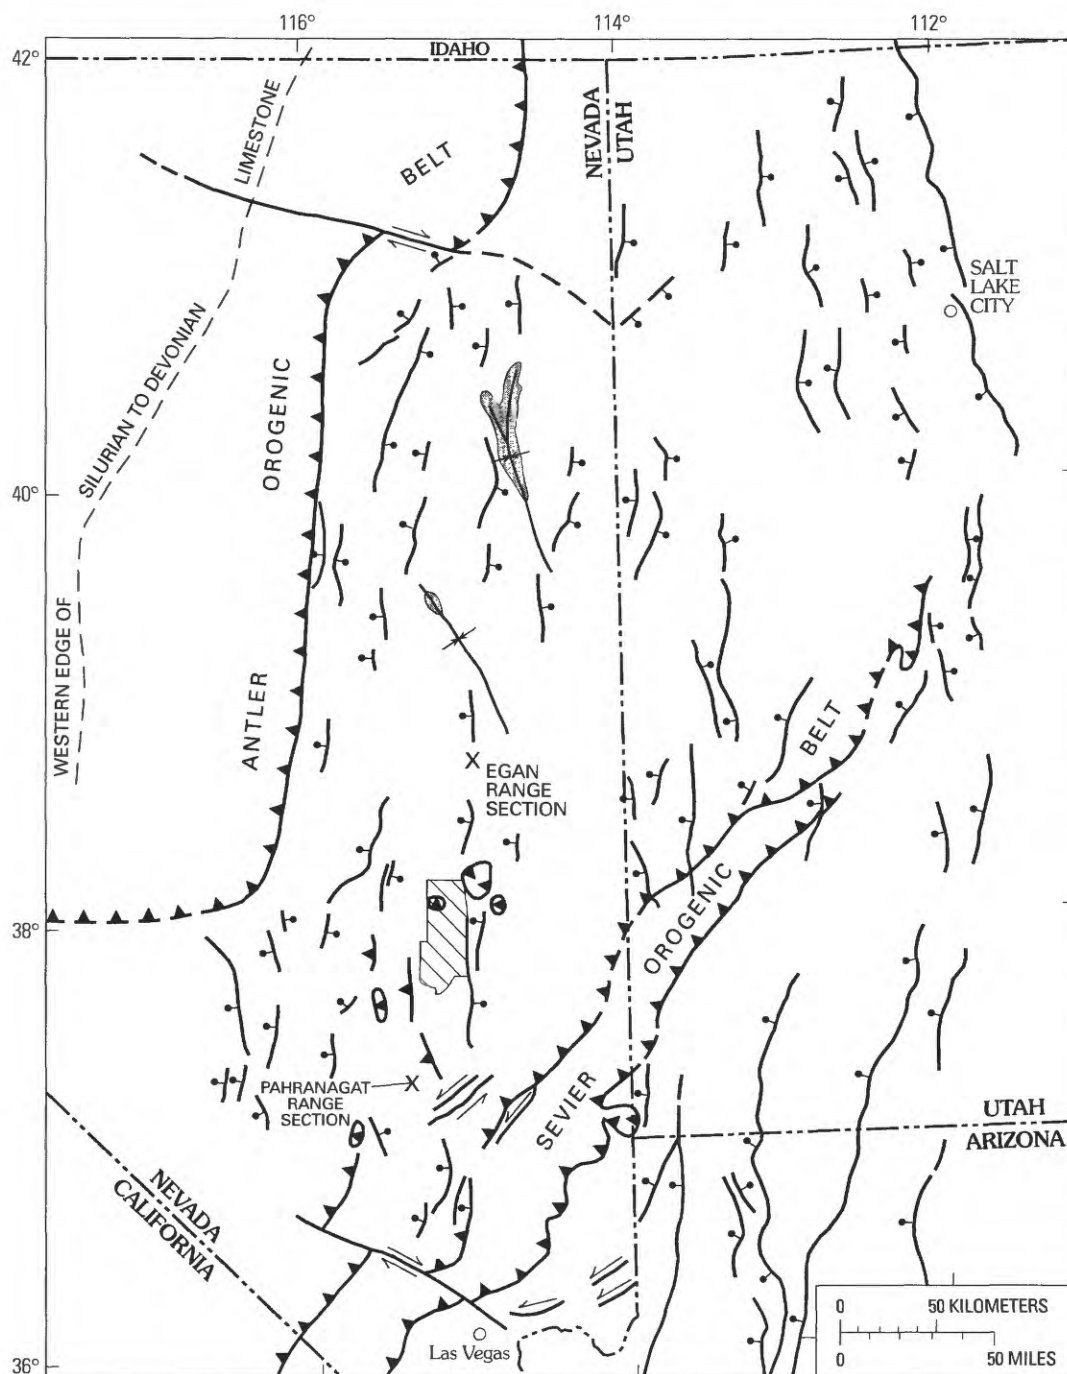 116°
114°
112°
42°
IDAHO
LIMESTONE
BELT
NEVADA
UTAH
SALT
LAKE
CITY
SILURIAN TO DEVONIAN
OROGENIC
40°
WESTERN EDGE OF
ANTLER
BELT
X
EGAN
RANGE
SECTION
OROGENIC
38°
PAHRANAGAT
RANGE
SECTION
X
SEVIER
UTAH
ARIZONA
NEVADA
CALIFORNIA
Las Vegas
36°
0 50 KILOMETERS
0 50 MILES